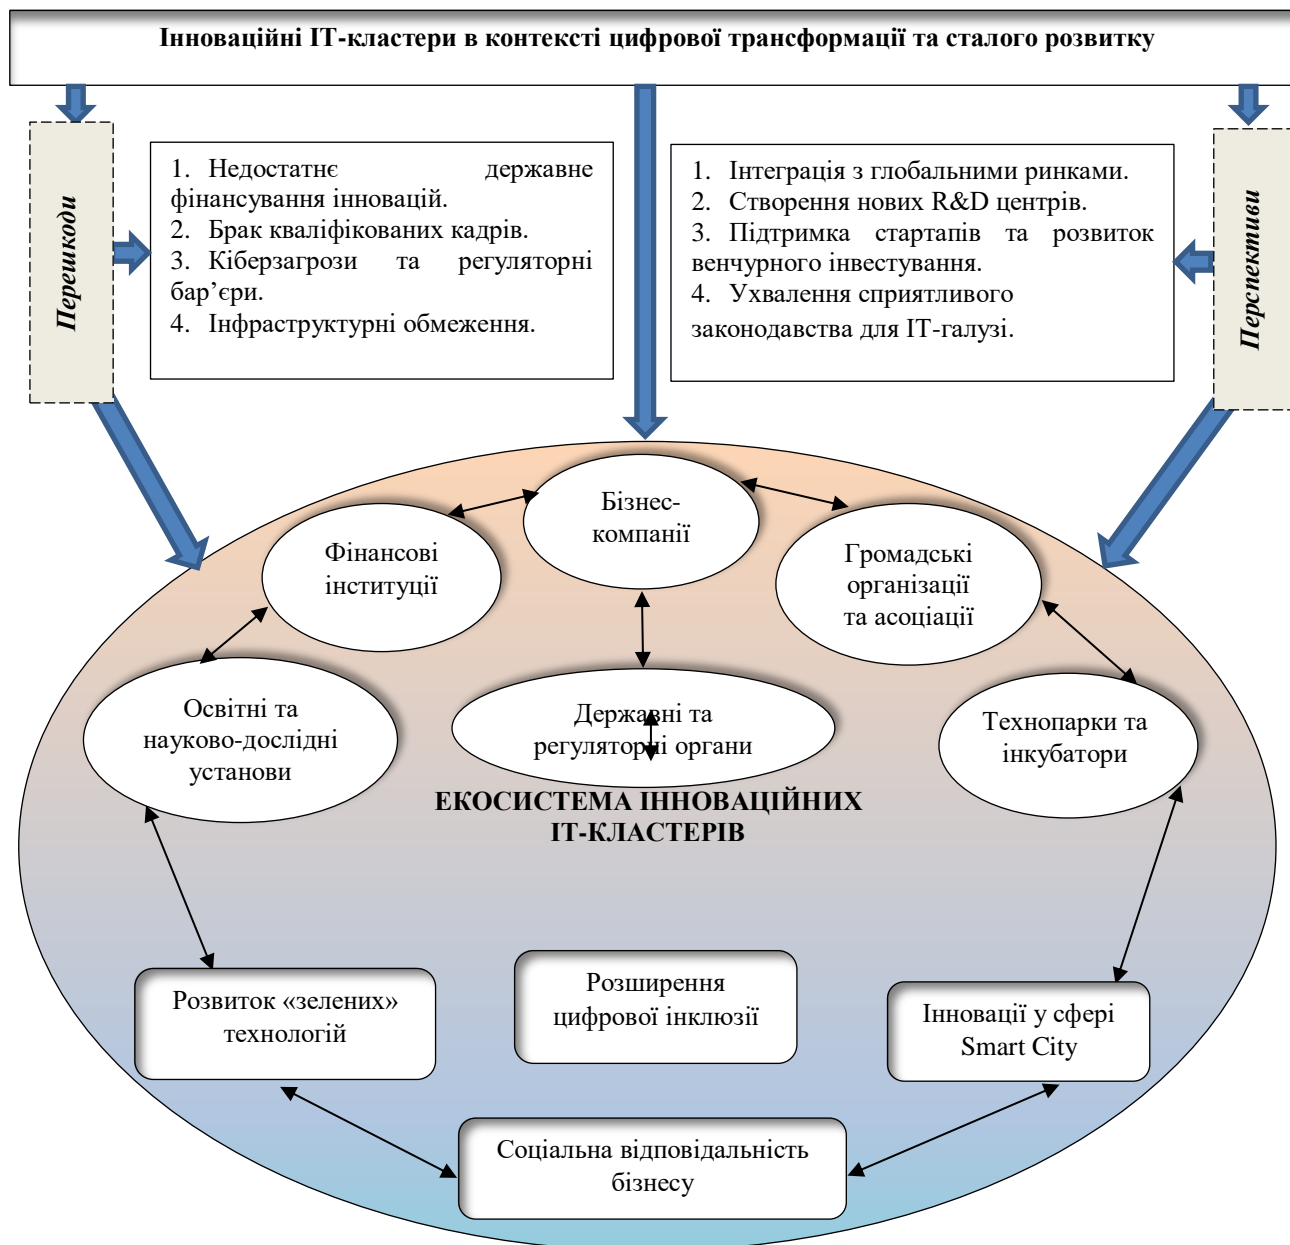 Інноваційні ІТ-кластери в контексті цифрової трансформації та сталого розвитку
Перешкоди
1. Недостатнє державне
фінансування інновацій.
2. Брак кваліфікованих кадрів.
3. Кіберзагрози та регуляторні
бар’єри.
4. Інфраструктурні обмеження.
1. Інтеграція з глобальними ринками.
2. Створення нових R&D центрів.
3. Підтримка стартапів та розвиток
венчурного інвестування.
4. Ухвалення сприятливого
законодавства для ІТ-галузі.
Перспективи
Бізнес-
компанії
Фінансові
інституції
Громадські
організації
та асоціації
Освітні та
науково-дослідні
установи
Державні та
регуляторні органи
Технопарки та
інкубатори
ЕКОСИСТЕМА ІННОВАЦІЙНИХ
ІТ-КЛАСТЕРІВ
Розвиток «зелених»
технологій
Розширення
цифрової інклюзії
Інновації у сфері
Smart City
Соціальна відповідальність
бізнесу